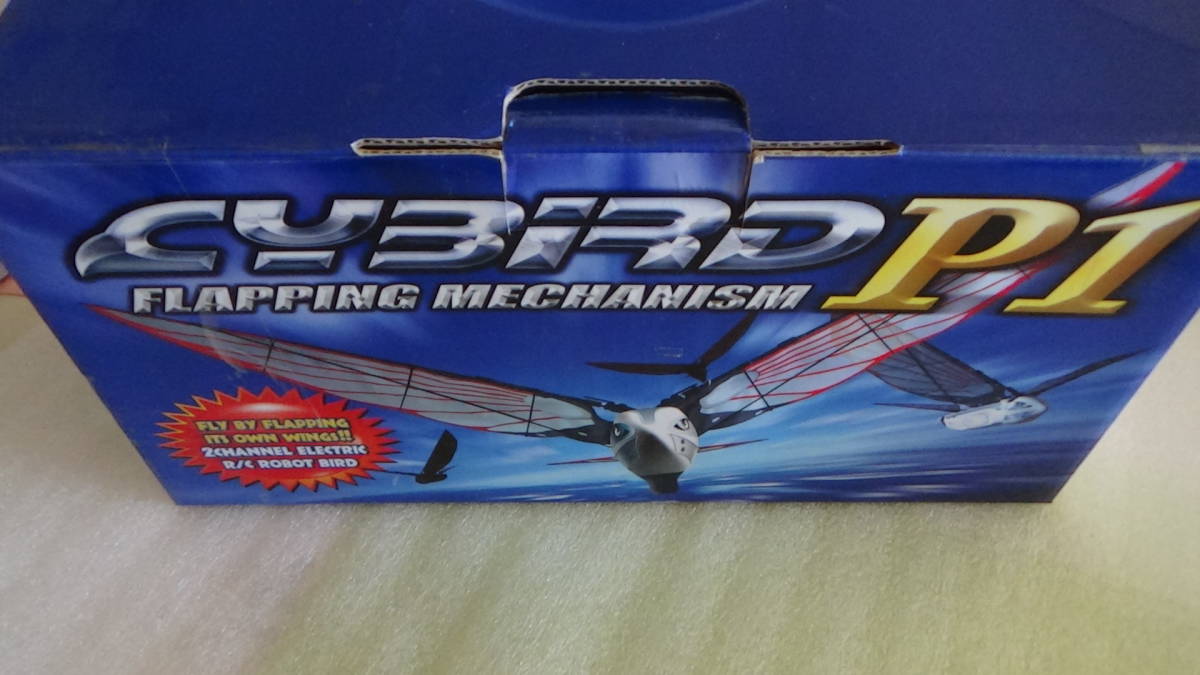 CYBIRD P1
FLAPPING MECHANISM
FLY BY FLAPPING
ITS OWN WINGS!!
2CHANNEL ELECTRIC
R/C ROBOT BIRD